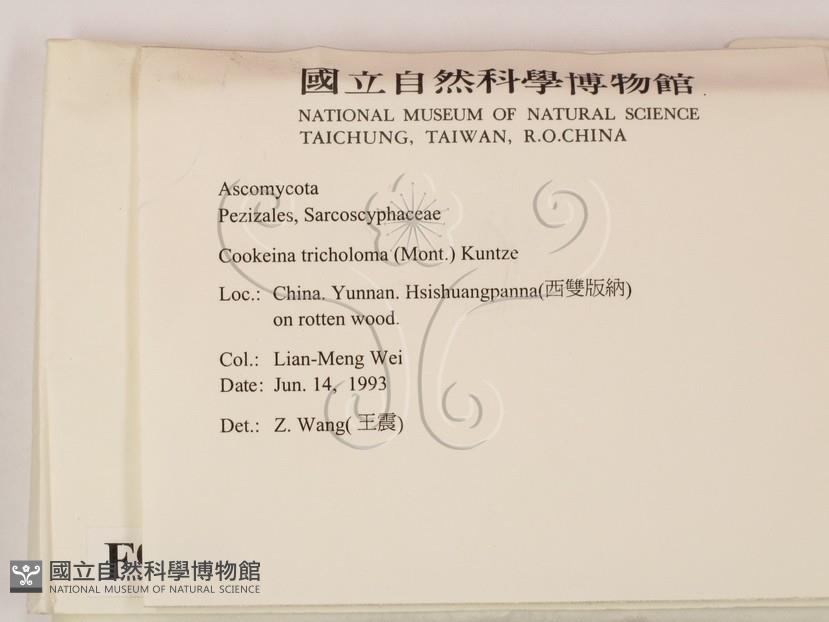 國立自然科學博物館
NATIONAL MUSEUM OF NATURAL SCIENCE
TAICHUNG, TAIWAN, R.O.CHINA
Ascomycota
Pezizales, Sarcoscyphaceae
Cookeina tricholoma (Mont.) Kuntze
Loc.: China. Yunnan. Hsishuangpanna(西雙版納)
on rotten wood.
Col.: Lian-Meng Wei
Date: Jun. 14, 1993
Det.: Z. Wang( 王震)
國立自然科學博物館
NATIONAL MUSEUM OF NATURAL SCIENCE